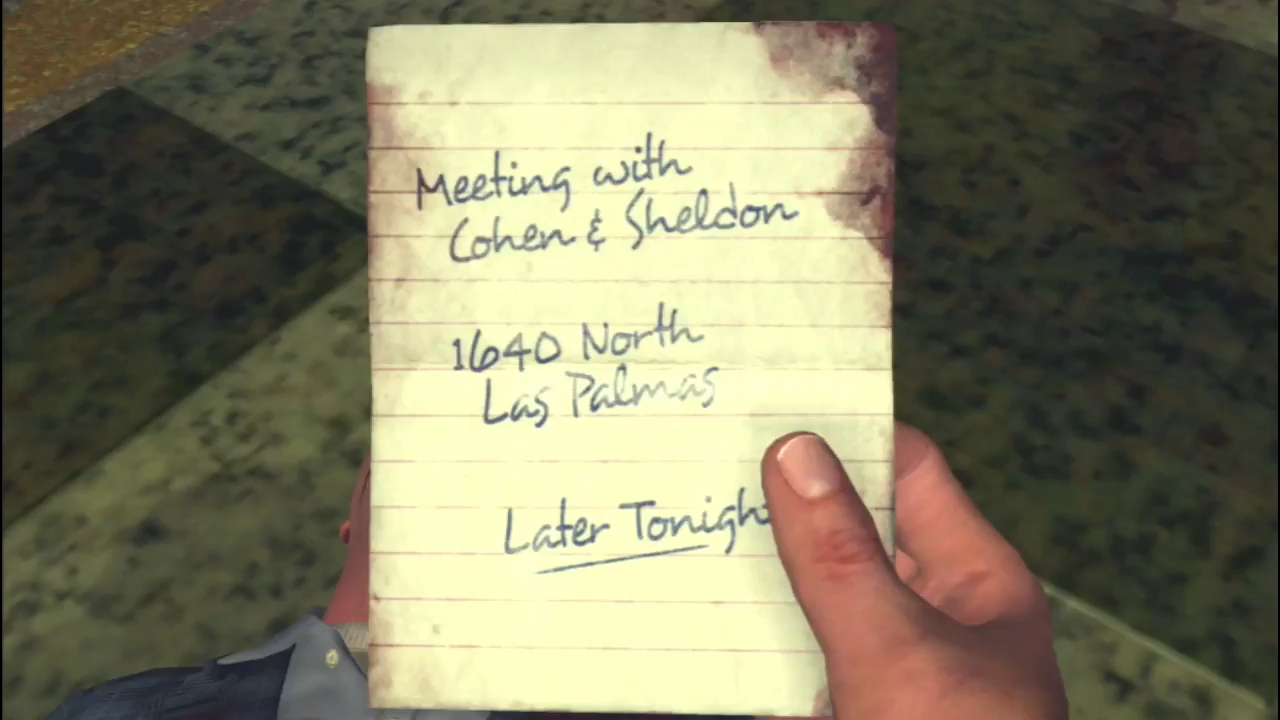 Meeting with
Cohen & Sheldon
1640 North
Las Palmas
Later Tonigh